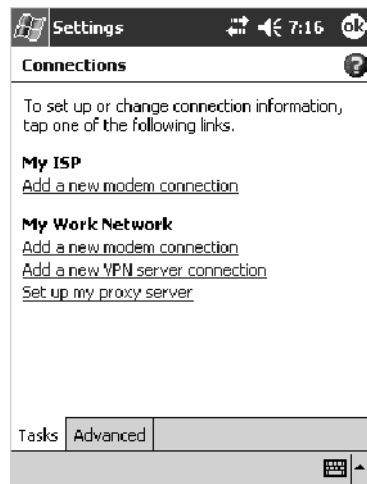 Settings 7:16 ok
Connections ?
To set up or change connection information,
tap one of the following links.
My ISP
Add a new modem connection
My Work Network
Add a new modem connection
Add a new VPN server connection
Set up my proxy server
Tasks Advanced